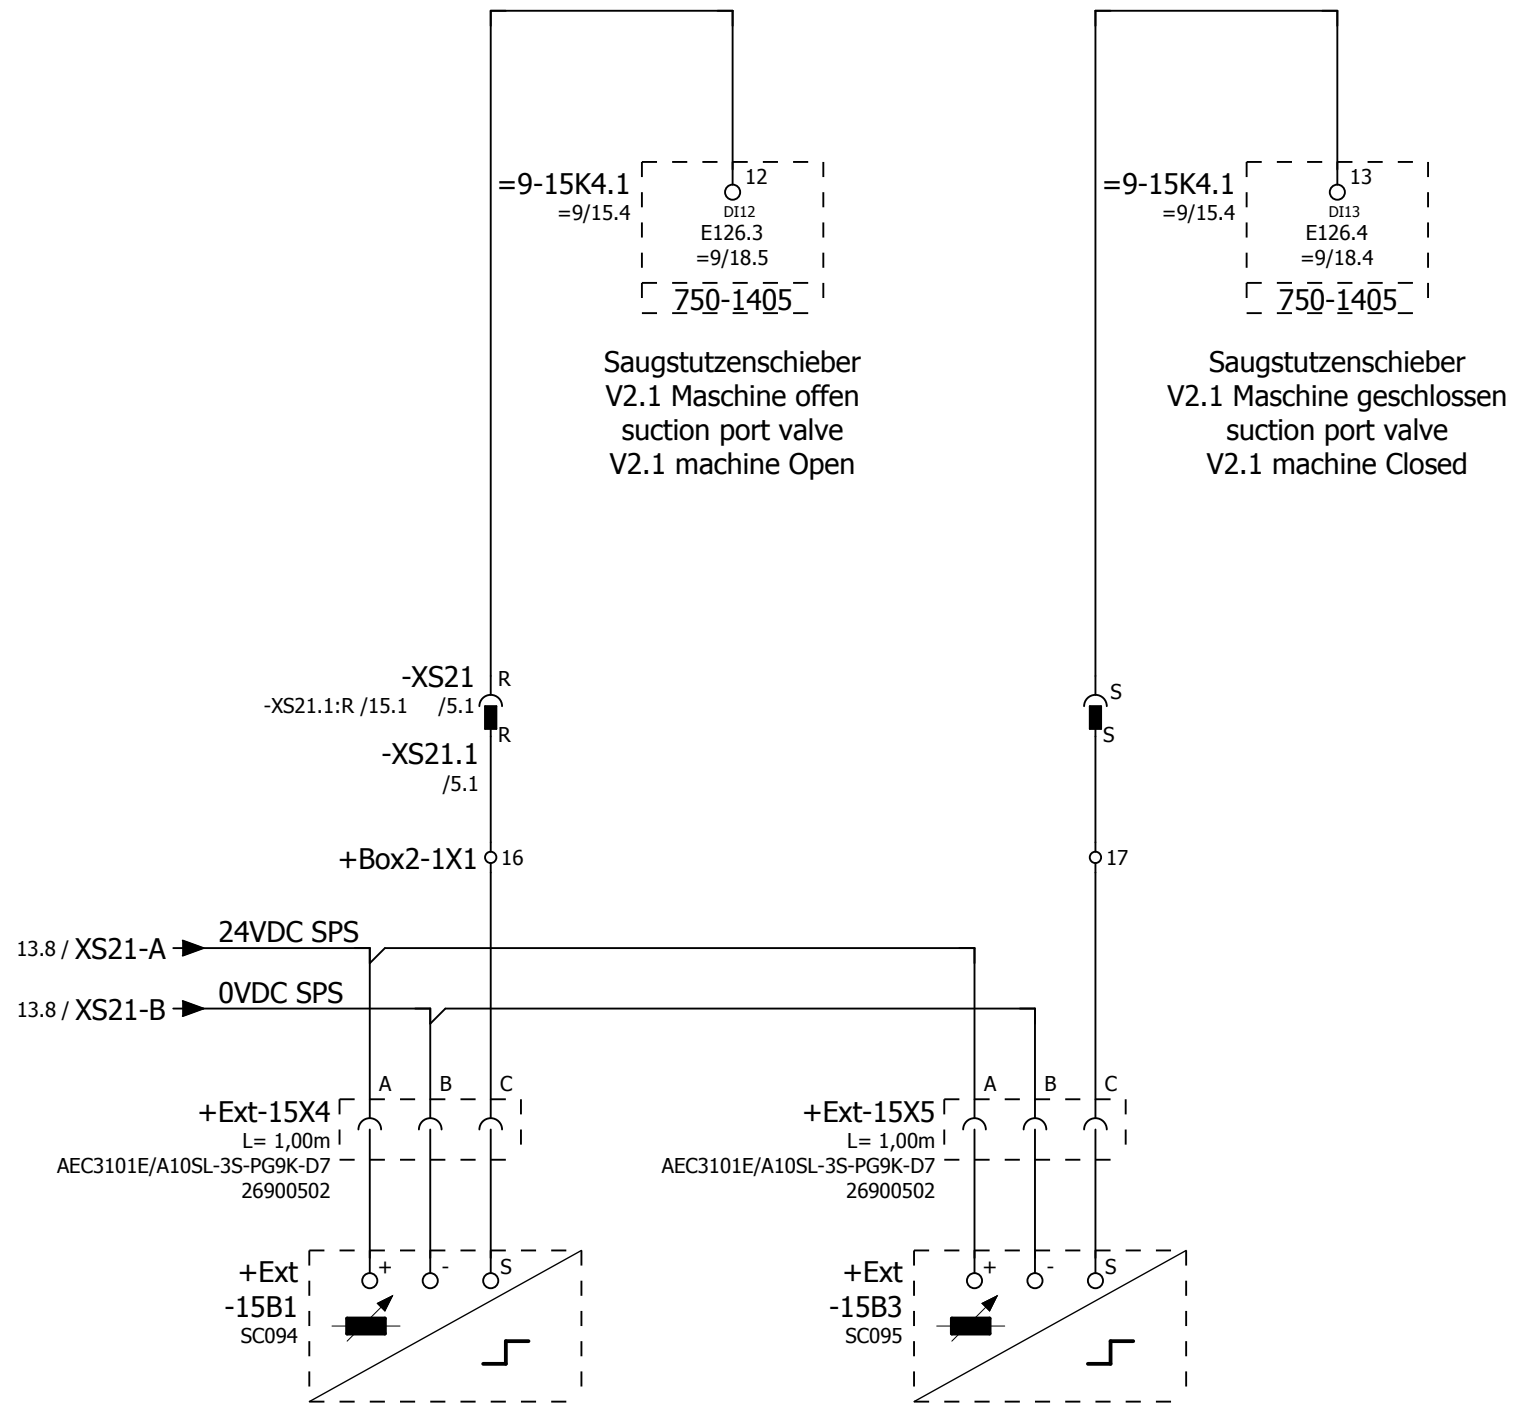 =9-15K4.1
=9/15.4
12
DI12
E126.3
=9/18.5
750-1405
Saugstutzenschieber
V2.1 Maschine offen
suction port valve
V2.1 machine Open
=9-15K4.1
=9/15.4
13
DI13
E126.4
=9/18.4
750-1405
Saugstutzenschieber
V2.1 Maschine geschlossen
suction port valve
V2.1 machine Closed
-XS21 R
-XS21.1:R /15.1 /5.1
R
-XS21.1
/5.1
S
S
+Box2-1X1 16
17
13.8 / XS21-A 24VDC SPS
13.8 / XS21-B 0VDC SPS
A B C
+Ext-15X4
L= 1,00m
AEC3101E/A10SL-3S-PG9K-D7
26900502
A B C
+Ext-15X5
L= 1,00m
AEC3101E/A10SL-3S-PG9K-D7
26900502
+Ext + - S
-15B1
SC094
+Ext + - S
-15B3
SC095